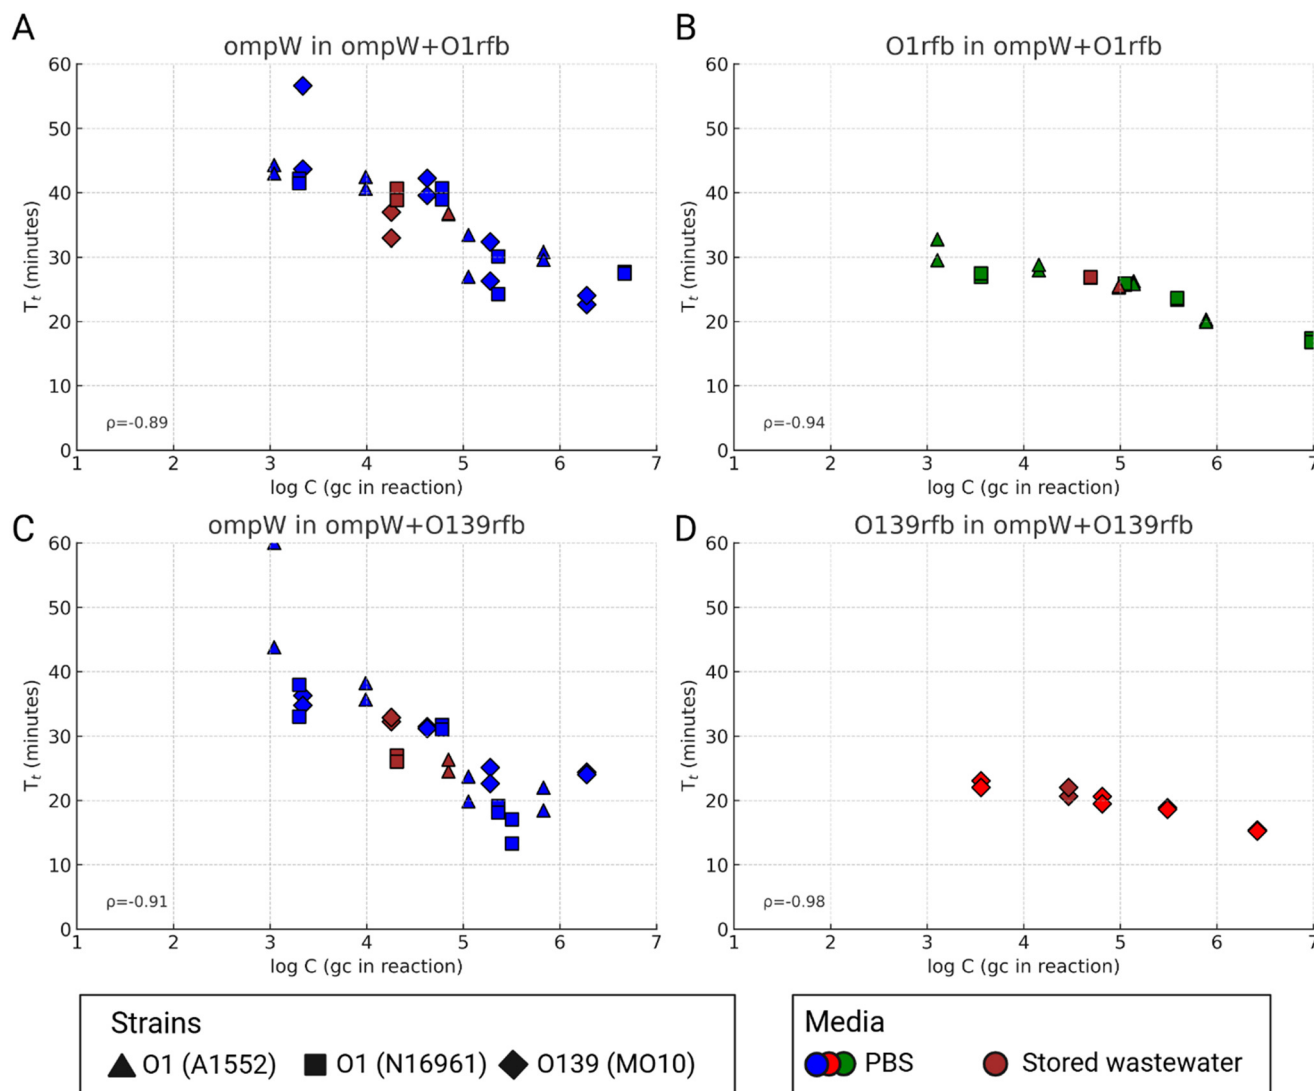 A
ompW in ompW+O1rfb
60
50
40
30
20
10
0
Tt (minutes)
ρ=-0.89
1 2 3 4 5 6 7
log C (gc in reaction)
B
O1rfb in ompW+O1rfb
60
50
40
30
20
10
0
Tt (minutes)
ρ=-0.94
1 2 3 4 5 6 7
log C (gc in reaction)
C
ompW in ompW+O139rfb
60
50
40
30
20
10
0
Tt (minutes)
ρ=-0.91
1 2 3 4 5 6 7
log C (gc in reaction)
D
O139rfb in ompW+O139rfb
60
50
40
30
20
10
0
Tt (minutes)
ρ=-0.98
1 2 3 4 5 6 7
log C (gc in reaction)
Strains
O1 (A1552) O1 (N16961) O139 (MO10)
Media
PBS Stored wastewater